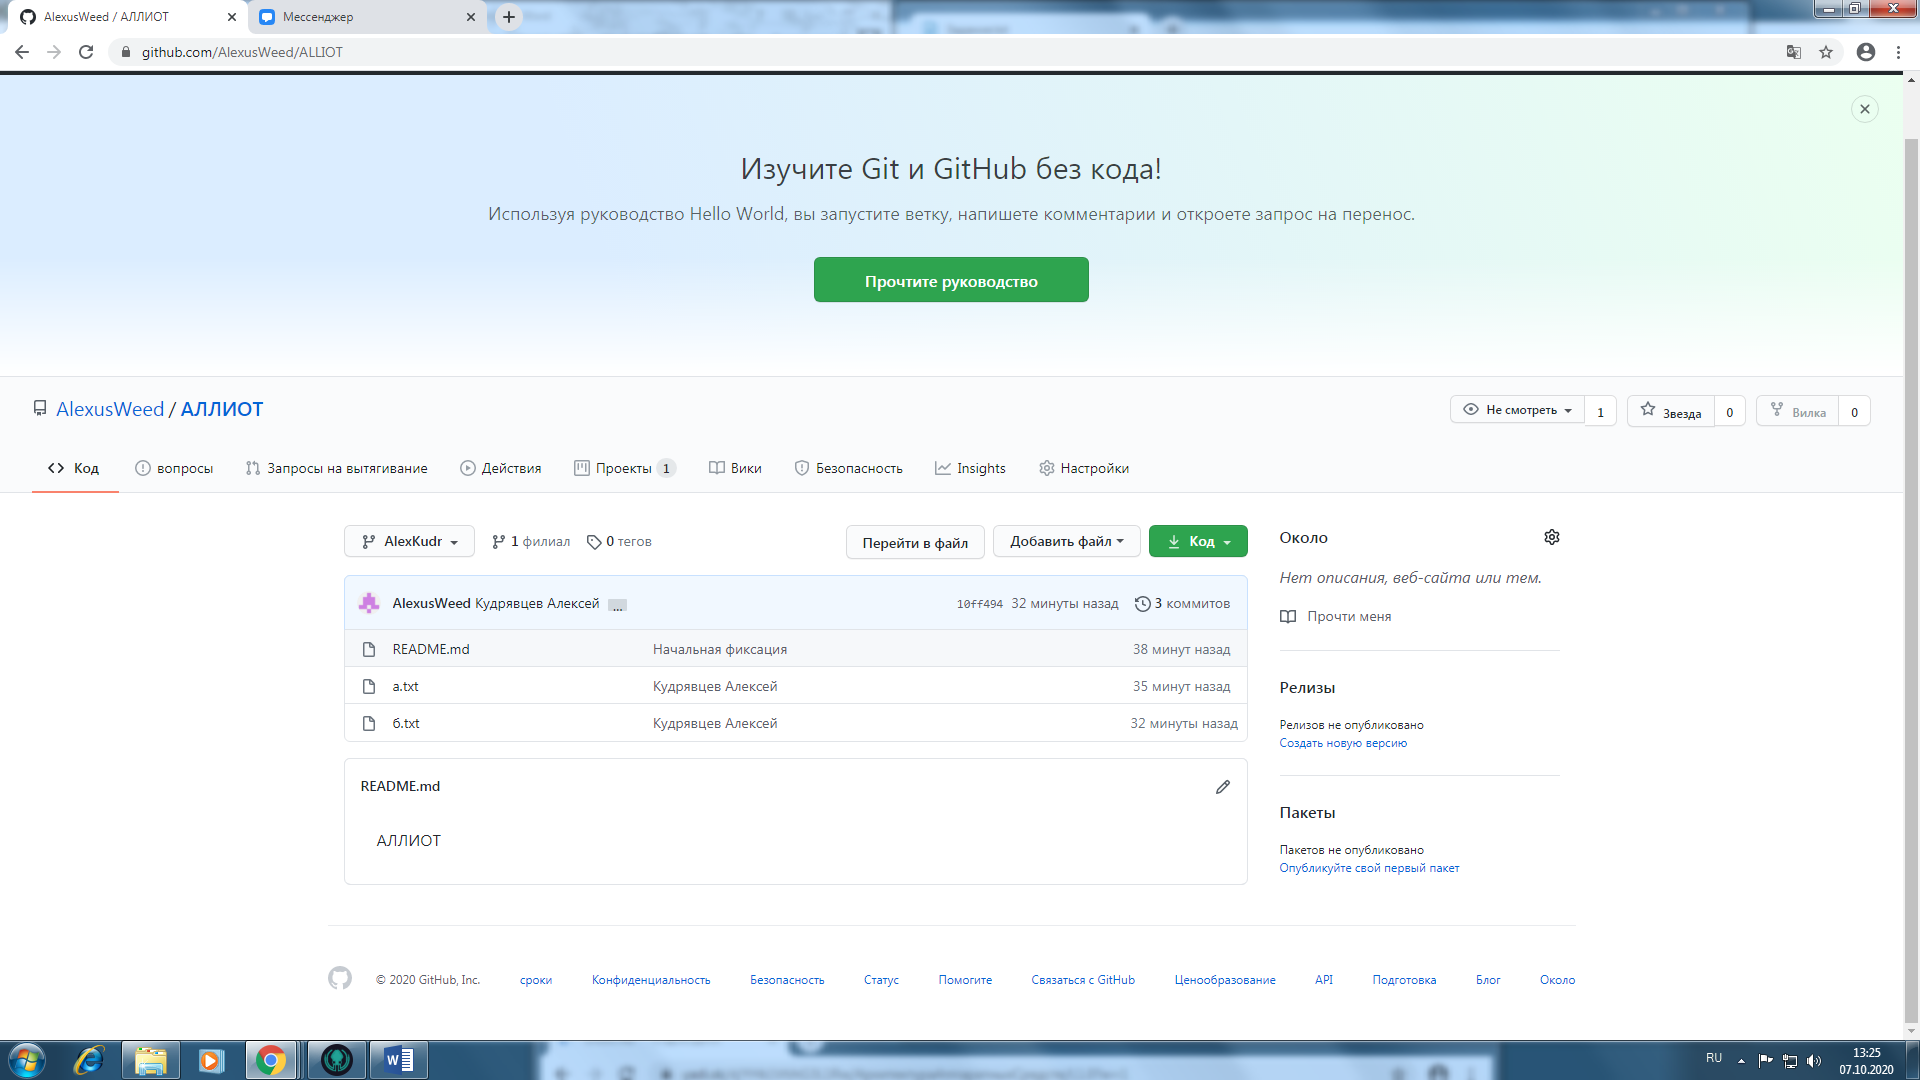 AlexusWeed / АЛЛИОТ
Мессенджер
github.com/AlexusWeed/ALLIOT
Изучите Git и GitHub без кода!
Используя руководство Hello World, вы запустите ветку, напишете комментарии и откроете запрос на перенос.
Прочтите руководство
AlexusWeed / АЛЛИОТ
Не смотреть 1 Звезда 0 Вилка 0
Код вопросы Запросы на вытягивание Действия Проекты 1 Вики Безопасность Insights Настройки
AlexKudr 1 филиал 0 тегов Перейти в файл Добавить файл Код
AlexusWeed Кудрявцев Алексей ... 10ff494 32 минуты назад 3 коммитов
README.md Начальная фиксация 38 минут назад
а.txt Кудрявцев Алексей 35 минут назад
б.txt Кудрявцев Алексей 32 минуты назад
README.md
АЛЛИОТ
Около
Нет описания, веб-сайта или тем.
Прочти меня
Релизы
Релизов не опубликовано
Создать новую версию
Пакеты
Пакетов не опубликовано
Опубликуйте свой первый пакет
© 2020 GitHub, Inc. сроки Конфиденциальность Безопасность Статус Помогите Связаться с GitHub Ценообразование API Подготовка Блог Около
RU
13:25
07.10.2020